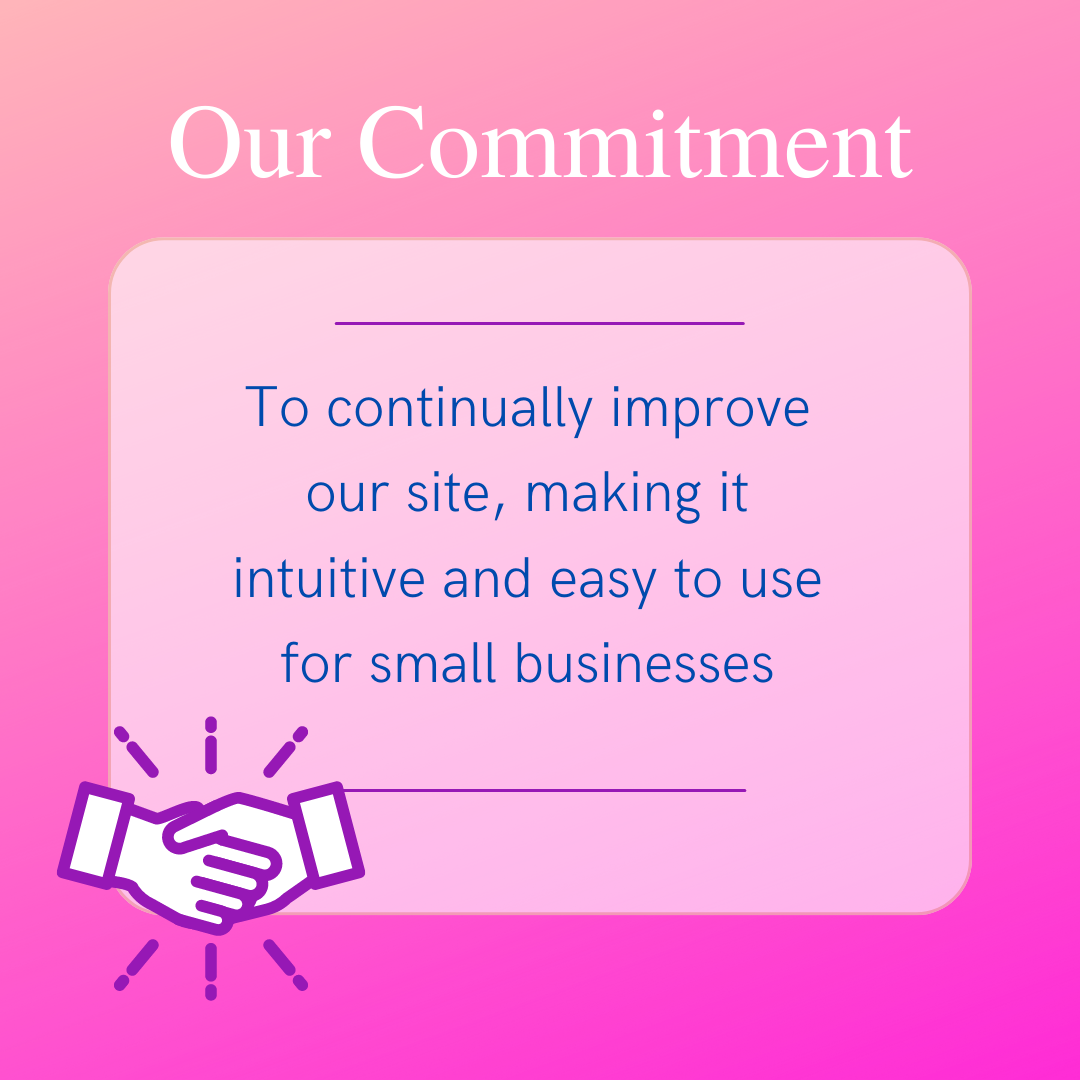 Our Commitment
To continually improve
our site, making it
intuitive and easy to use
for small businesses